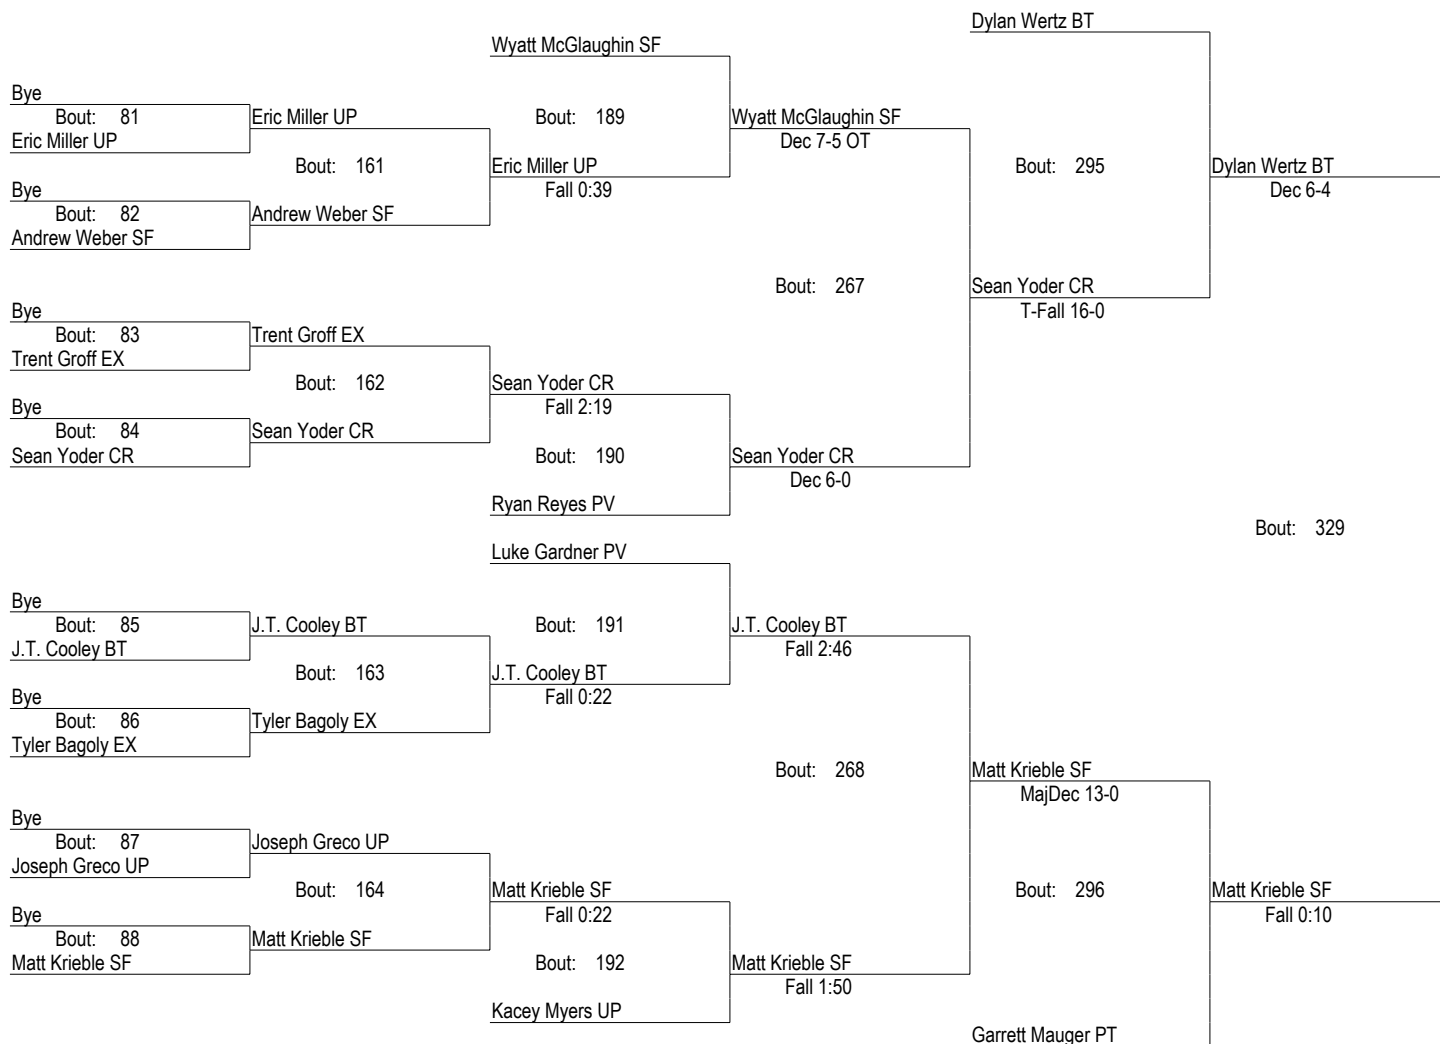 Dylan Wertz BT
Wyatt McGlaughin SF
Bye
Bout: 81
Eric Miller UP
Bout: 189
Wyatt McGlaughin SF
Eric Miller UP
Dec 7-5 OT
Bout: 161
Eric Miller UP
Bout: 295
Dylan Wertz BT
Bye
Fall 0:39
Dec 6-4
Bout: 82
Andrew Weber SF
Andrew Weber SF
Bout: 267
Sean Yoder CR
Bye
T-Fall 16-0
Bout: 83
Trent Groff EX
Trent Groff EX
Bout: 162
Sean Yoder CR
Bye
Fall 2:19
Bout: 84
Sean Yoder CR
Sean Yoder CR
Bout: 190
Sean Yoder CR
Dec 6-0
Ryan Reyes PV
Bout: 329
Luke Gardner PV
Bye
Bout: 85
J.T. Cooley BT
Bout: 191
J.T. Cooley BT
J.T. Cooley BT
Fall 2:46
Bout: 163
J.T. Cooley BT
Bye
Fall 0:22
Bout: 86
Tyler Bagoly EX
Tyler Bagoly EX
Bout: 268
Matt Krieble SF
MajDec 13-0
Bye
Bout: 87
Joseph Greco UP
Joseph Greco UP
Bout: 164
Matt Krieble SF
Bout: 296
Matt Krieble SF
Bye
Fall 0:22
Fall 0:10
Bout: 88
Matt Krieble SF
Matt Krieble SF
Bout: 192
Matt Krieble SF
Fall 1:50
Kacey Myers UP
Garrett Mauger PT